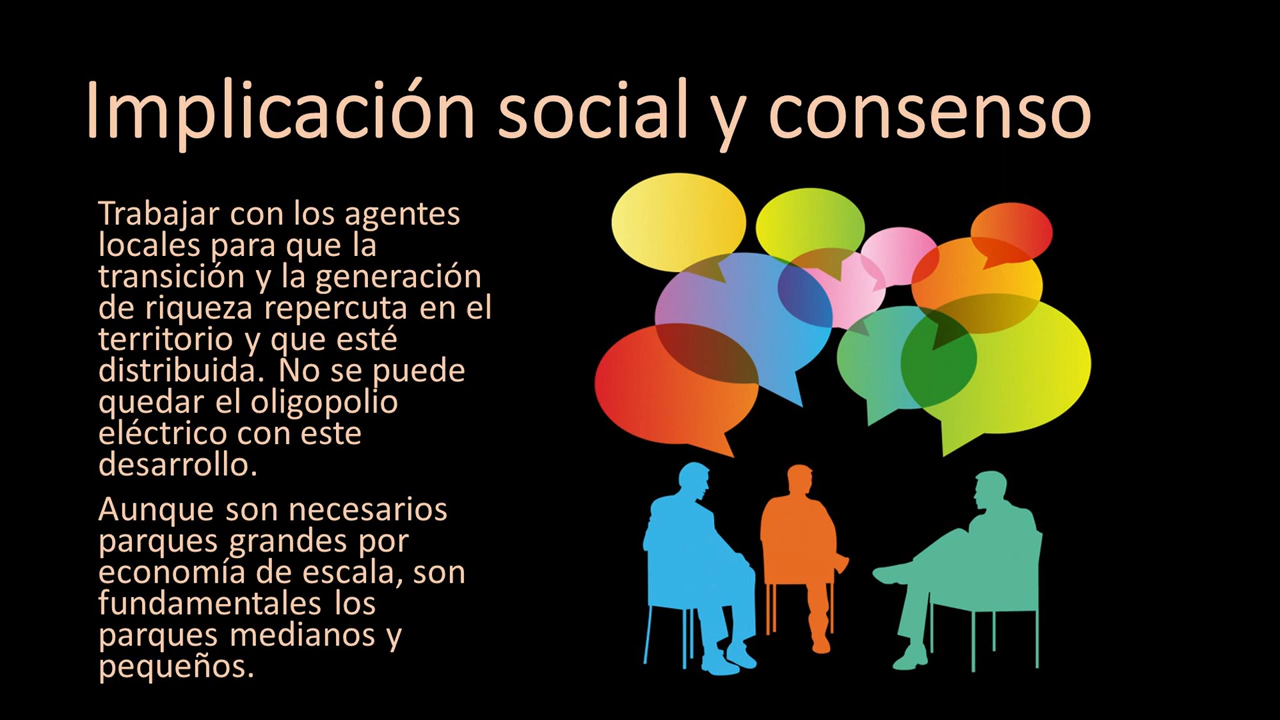 Implicación social y consenso
Trabajar con los agentes
locales para que la
transición y la generación
de riqueza repercuta en el
territorio y que esté
distribuida. No se puede
quedar el oligopolio
eléctrico con este
desarrollo.
Aunque son necesarios
parques grandes por
economía de escala, son
fundamentales los
parques medianos y
pequeños.